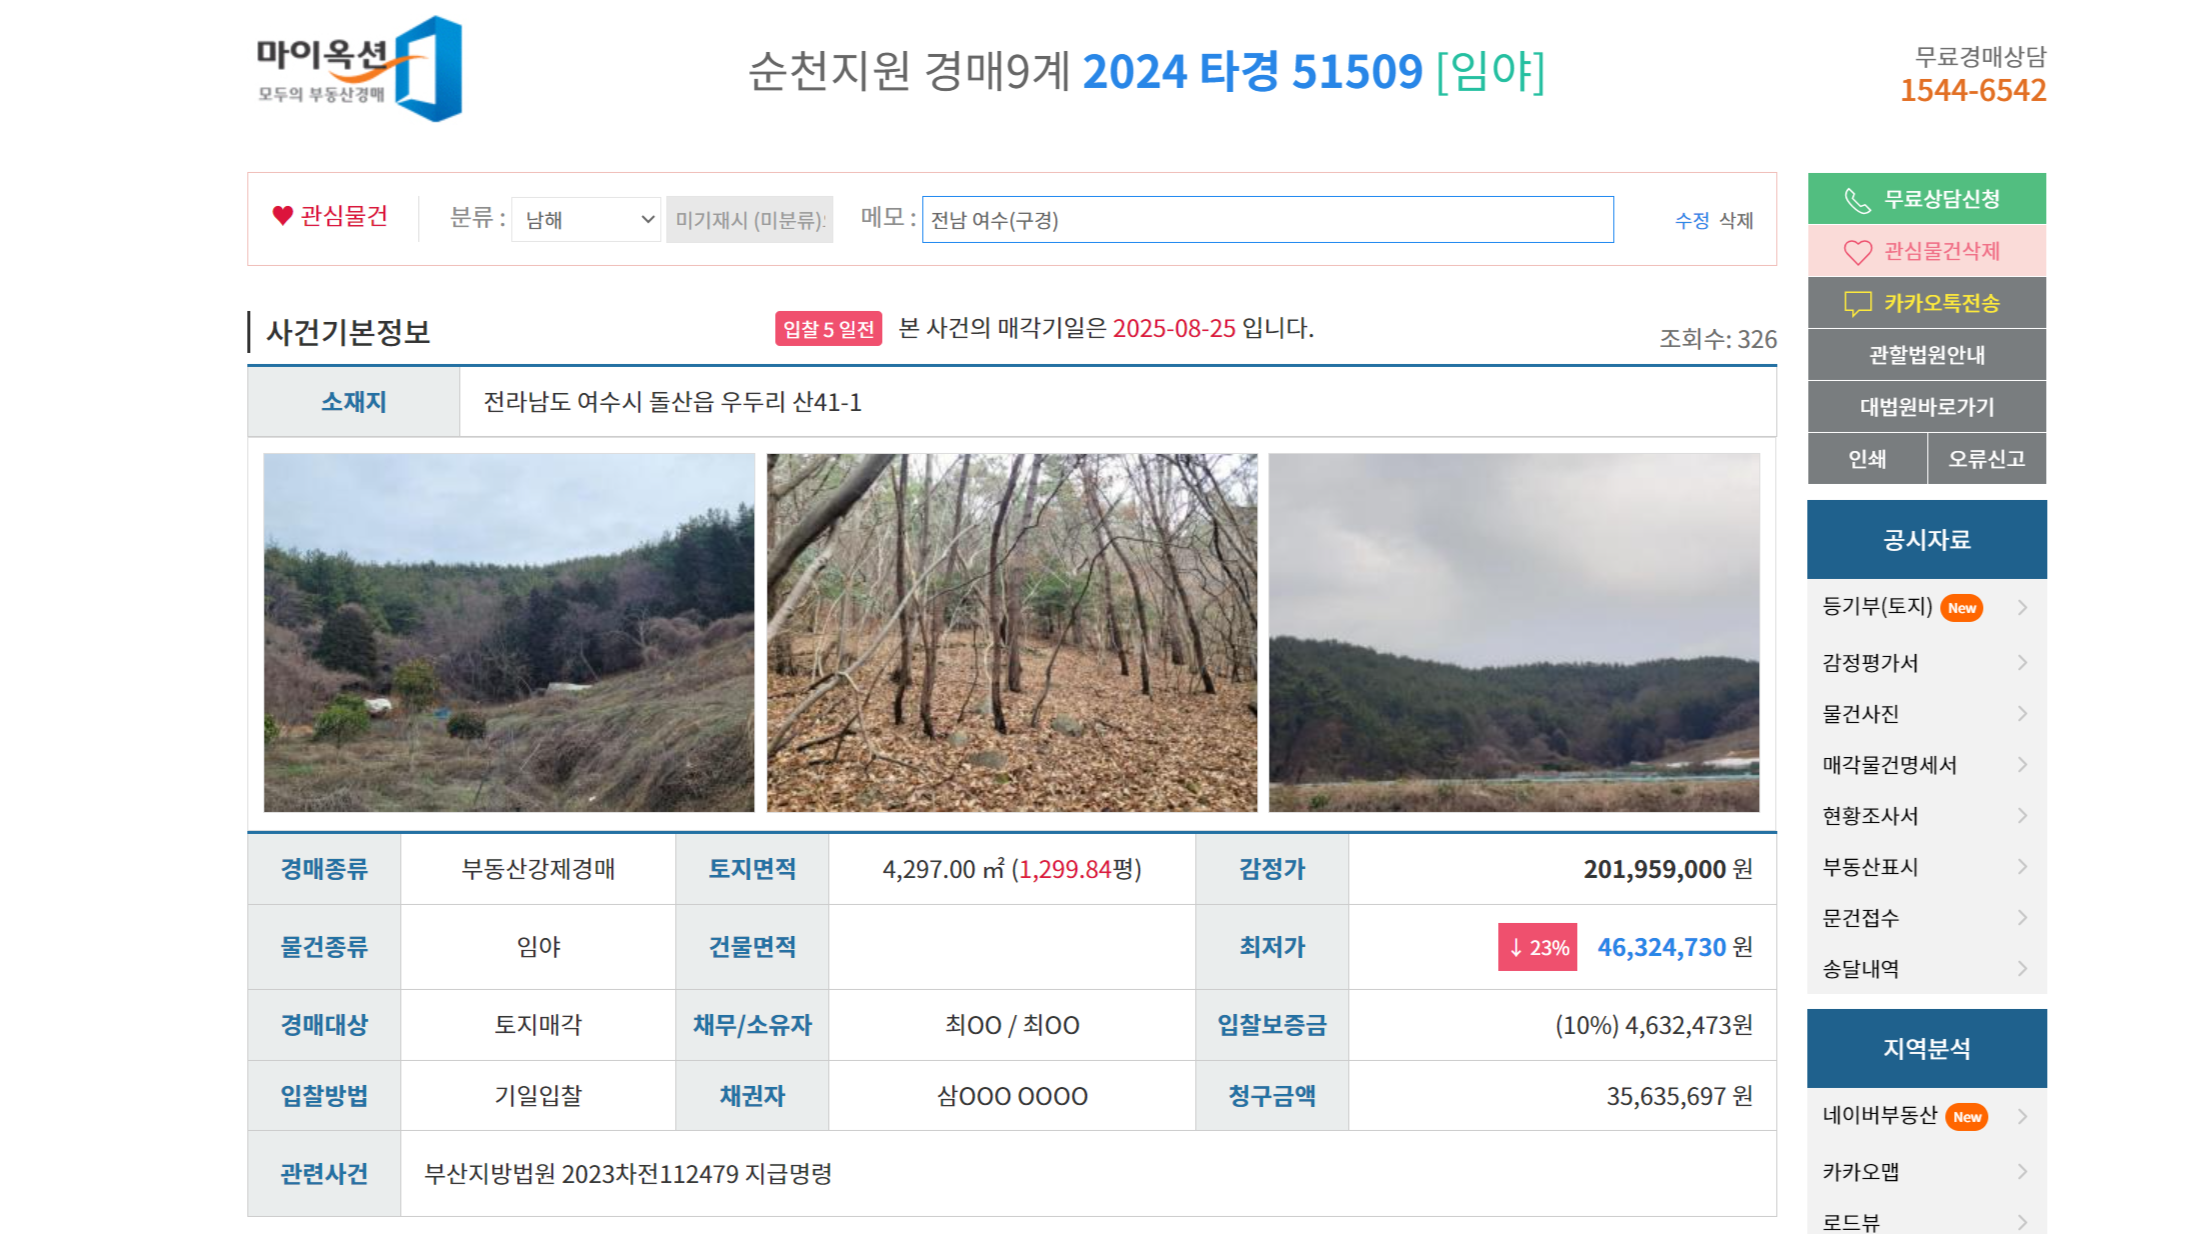 마이옥션
모두의 부동산경매
순천지원 경매9계 2024 타경 51509 [임야]
무료경매상담
1544-6542
♥ 관심물건
분류 : 남해 미기재시 (미분류): 메모 : 전남 여수(구경) 수정 삭제
사건기본정보
입찰 5 일전 본 사건의 매각기일은 2025-08-25 입니다.
조회수: 326
소재지 전라남도 여수시 돌산읍 우두리 산41-1
경매종류 부동산강제경매 토지면적 4,297.00 ㎡ (1,299.84평) 감정가 201,959,000 원
물건종류 임야 건물면적 최저가 ↓ 23% 46,324,730 원
경매대상 토지매각 채무/소유자 최OO / 최OO 입찰보증금 (10%) 4,632,473원
입찰방법 기일입찰 채권자 삼OOO OOOO 청구금액 35,635,697 원
관련사건 부산지방법원 2023차전112479 지급명령
무료상담신청
관심물건삭제
카카오톡전송
관할법원안내
대법원바로가기
인쇄 오류신고
공시자료
등기부(토지) New
감정평가서
물건사진
매각물건명세서
현황조사서
부동산표시
문건접수
송달내역
지역분석
네이버부동산 New
카카오맵
로드뷰